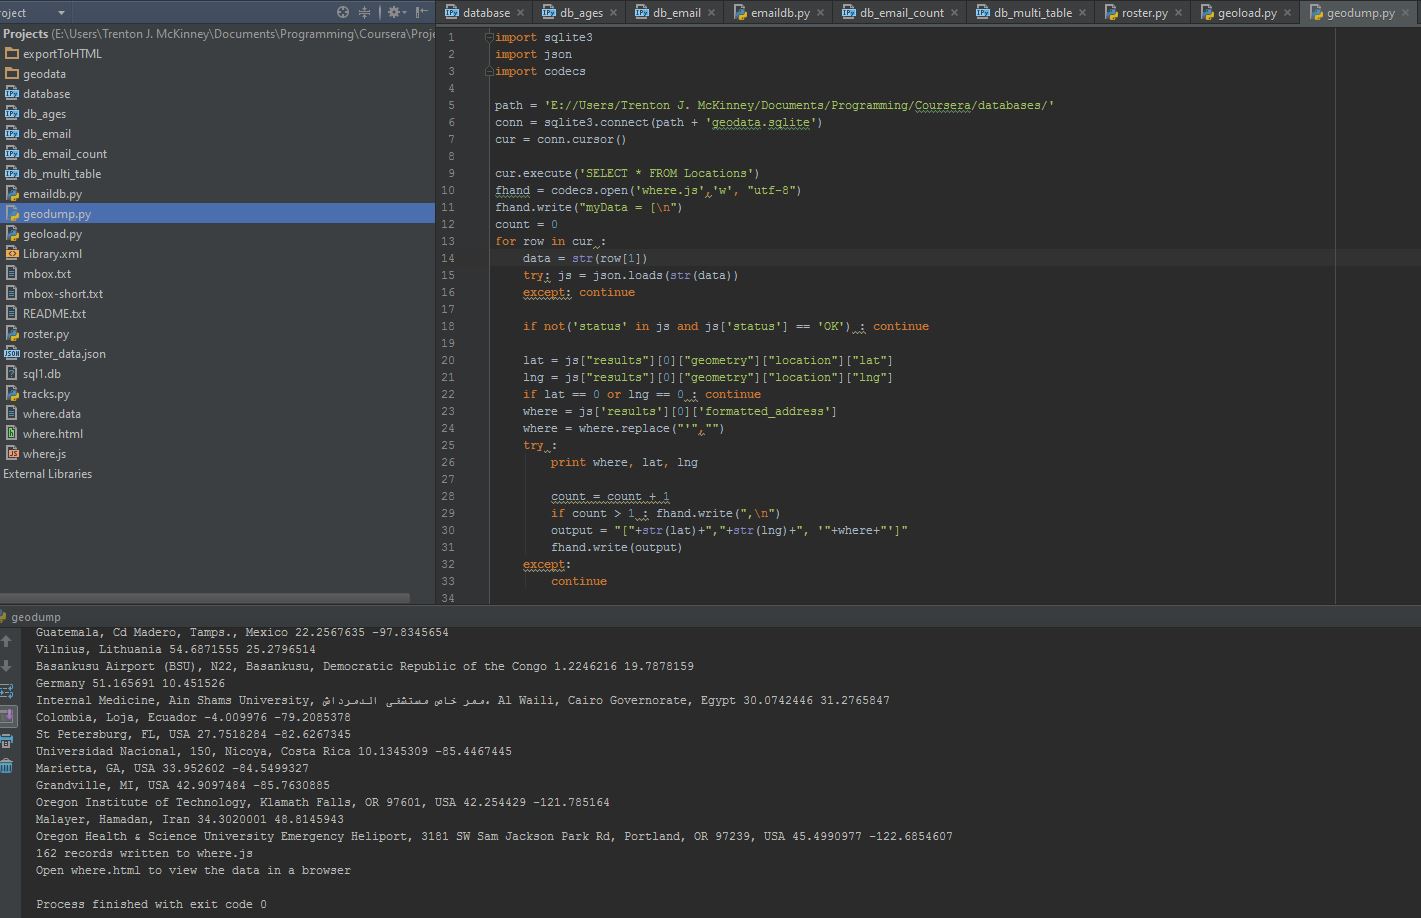 roject
Projects (E:\Users\Trenton J. McKinney\Documents\Programming\Coursera\Proje
exportToHTML
geodata
database
db_ages
db_email
db_email_count
db_multi_table
emaildb.py
geodump.py
geoload.py
Library.xml
mbox.txt
mbox-short.txt
README.txt
roster.py
roster_data.json
sql1.db
tracks.py
where.data
where.html
where.js
External Libraries
database db_ages db_email emaildb.py db_email_count db_multi_table roster.py geoload.py geodump.py
1 import sqlite3
2 import json
3 import codecs
4
5 path = 'E://Users/Trenton J. McKinney/Documents/Programming/Coursera/databases/'
6 conn = sqlite3.connect(path + 'geodata.sqlite')
7 cur = conn.cursor()
8
9 cur.execute('SELECT * FROM Locations')
10 fhand = codecs.open('where.js','w', "utf-8")
11 fhand.write("myData = [\n")
12 count = 0
13 for row in cur :
14 data = str(row[1])
15 try: js = json.loads(str(data))
16 except: continue
17
18 if not('status' in js and js['status'] == 'OK') : continue
19
20 lat = js["results"][0]["geometry"]["location"]["lat"]
21 lng = js["results"][0]["geometry"]["location"]["lng"]
22 if lat == 0 or lng == 0 : continue
23 where = js['results'][0]['formatted_address']
24 where = where.replace("'","")
25 try :
26 print where, lat, lng
27
28 count = count + 1
29 if count > 1 : fhand.write(",\n")
30 output = "["+str(lat)+","+str(lng)+", '"+where+"']"
31 fhand.write(output)
32 except:
33 continue
34
geodump
Guatemala, Cd Madero, Tamps., Mexico 22.2567635 -97.8345654
Vilnius, Lithuania 54.6871555 25.2796514
Basankusu Airport (BSU), N22, Basankusu, Democratic Republic of the Congo 1.2246216 19.7878159
Germany 51.165691 10.451526
Internal Medicine, Ain Shams University, ممر خاص مستشفى الدمرداش، Al Waili, Cairo Governorate, Egypt 30.0742446 31.2765847
Colombia, Loja, Ecuador -4.009976 -79.2085378
St Petersburg, FL, USA 27.7518284 -82.6267345
Universidad Nacional, 150, Nicoya, Costa Rica 10.1345309 -85.4467445
Marietta, GA, USA 33.952602 -84.5499327
Grandville, MI, USA 42.9097484 -85.7630885
Oregon Institute of Technology, Klamath Falls, OR 97601, USA 42.254429 -121.785164
Malayer, Hamadan, Iran 34.3020001 48.8145943
Oregon Health & Science University Emergency Heliport, 3181 SW Sam Jackson Park Rd, Portland, OR 97239, USA 45.4990977 -122.6854607
162 records written to where.js
Open where.html to view the data in a browser
Process finished with exit code 0